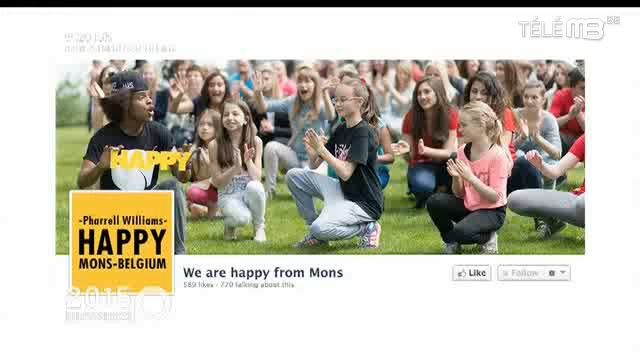 TÉLÉ MB .BE
HAPPY
-Pharrell Williams-
HAPPY
MONS-BELGIUM
We are happy from Mons
589 likes · 770 talking about this
Like
Follow
2015